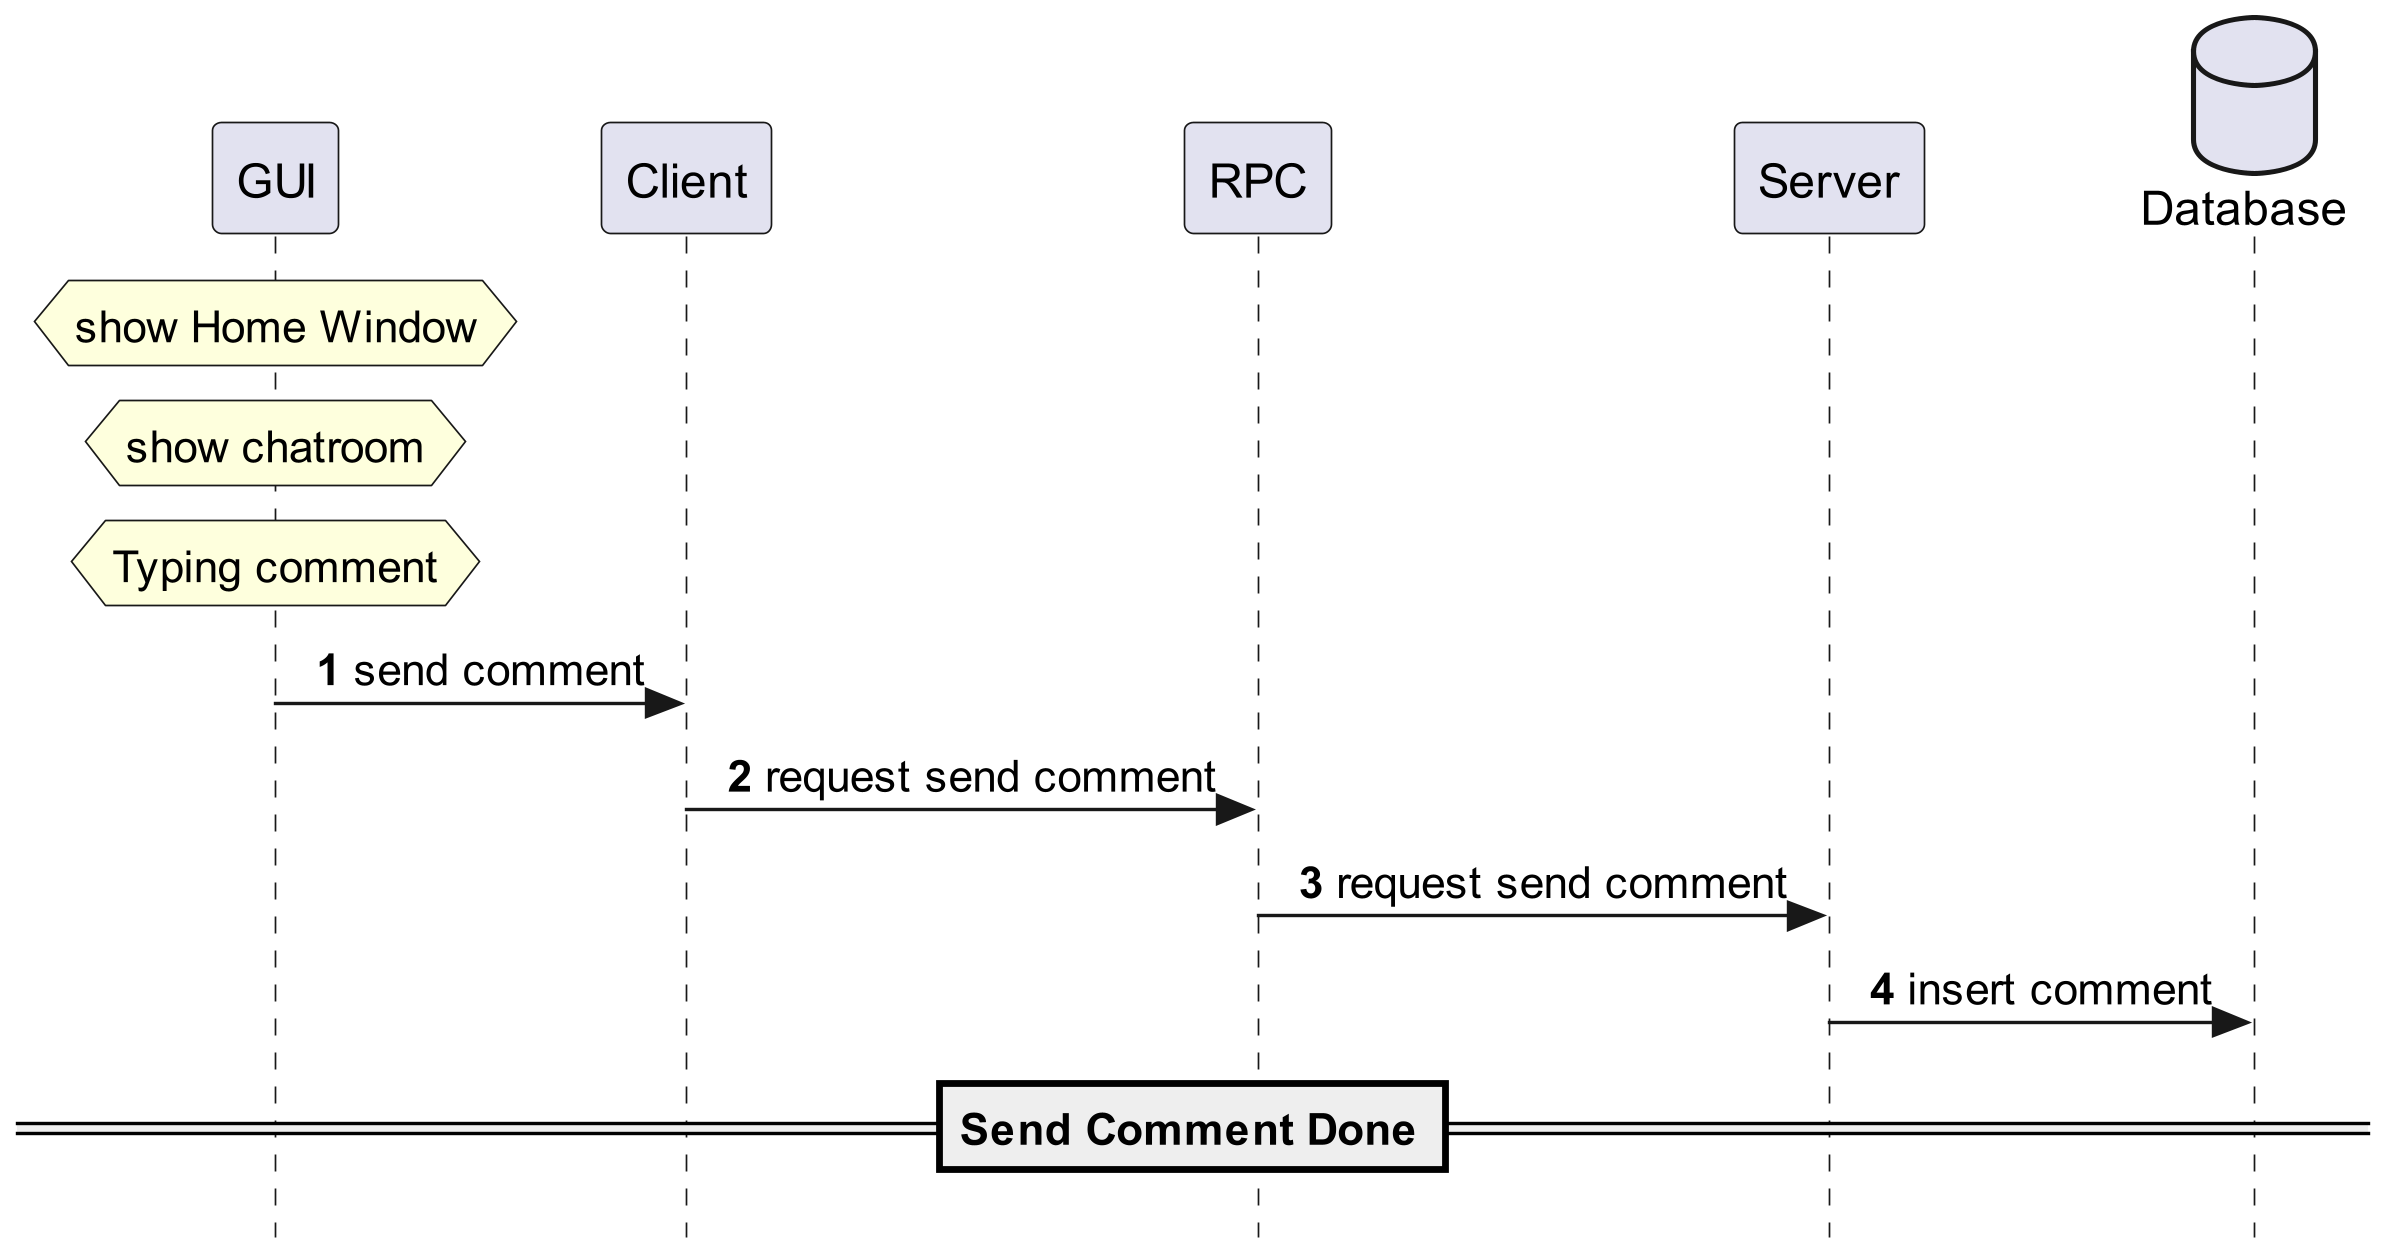 GUI
Client
RPC
Server
Database
show Home Window
show chatroom
Typing comment
1 send comment
2 request send comment
3 request send comment
4 insert comment
Send Comment Done